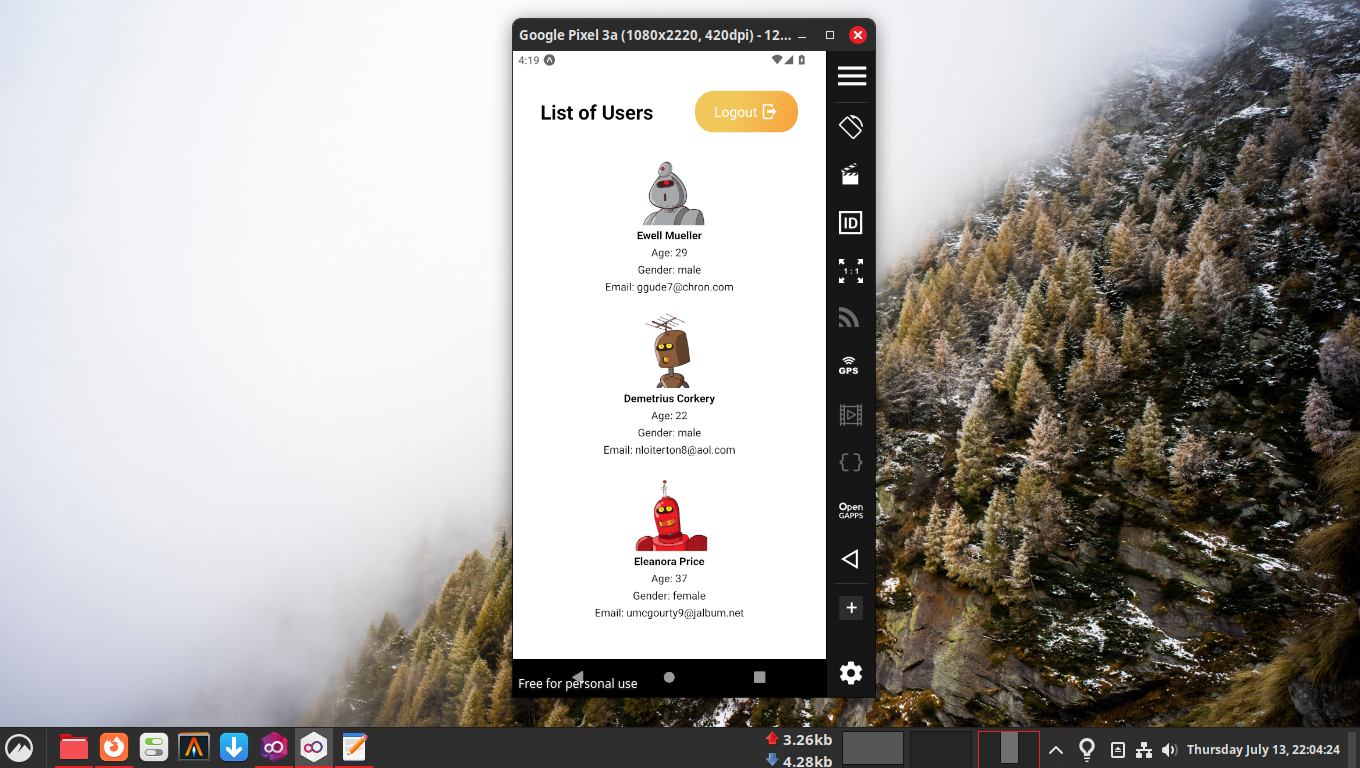 Google Pixel 3a (1080x2220, 420dpi) - 12...
4:19
List of Users
Logout
Ewell Mueller
Age: 29
Gender: male
Email: ggude7@chron.com
Demetrius Corkery
Age: 22
Gender: male
Email: nloiterton8@aol.com
Eleanora Price
Age: 37
Gender: female
Email: umcgourty9@jalbum.net
Free for personal use
ID
1 : 1
GPS
Open
GAPPS
3.26kb
4.28kb
Thursday July 13, 22:04:24